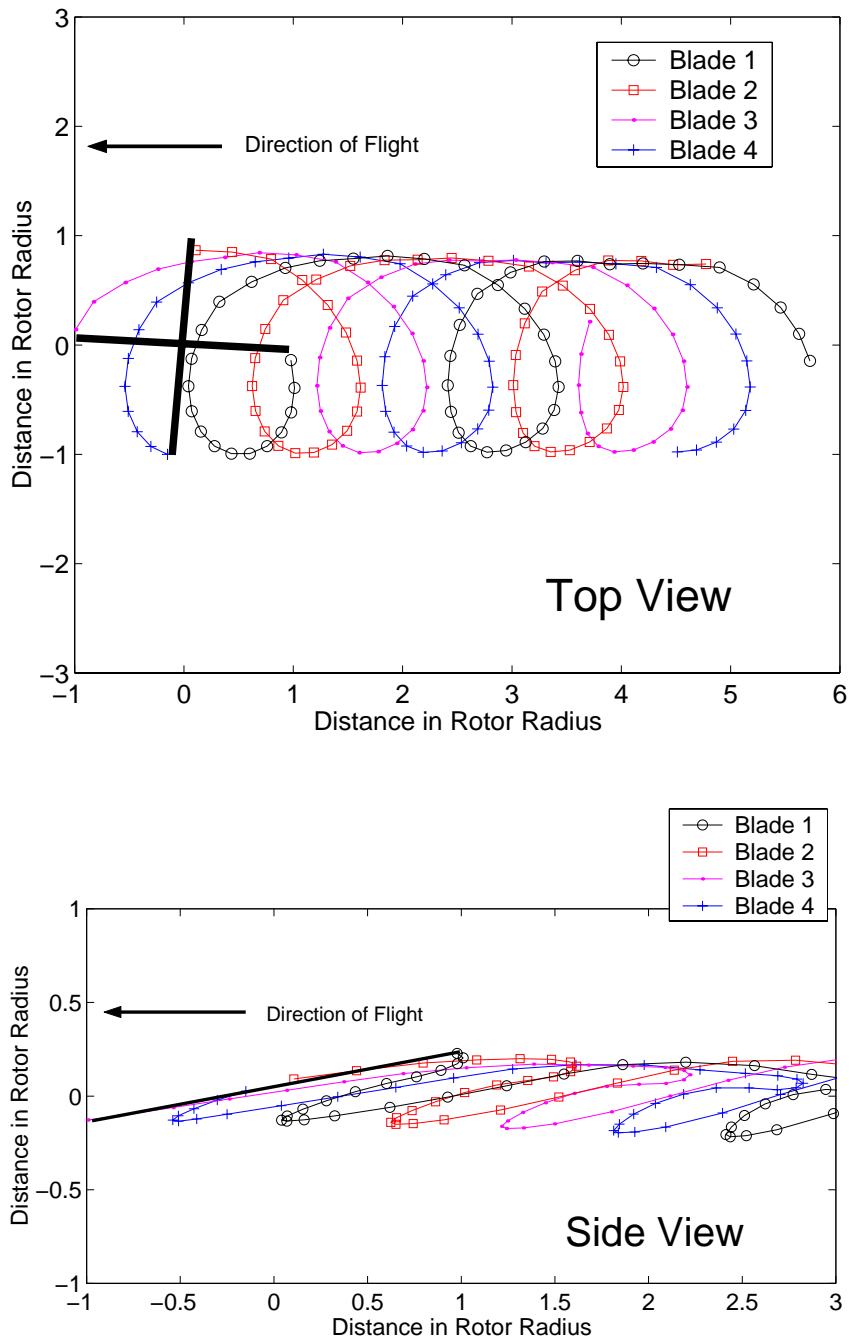 3
2
1
0
−1
−2
−3
Distance in Rotor Radius
Blade 1
Blade 2
Blade 3
Blade 4
Direction of Flight
Top View
−1 0 1 2 3 4 5 6
Distance in Rotor Radius
Blade 1
Blade 2
Blade 3
Blade 4
1
0.5
0
−0.5
−1
Distance in Rotor Radius
Direction of Flight
Side View
−1 −0.5 0 0.5 1 1.5 2 2.5 3
Distance in Rotor Radius